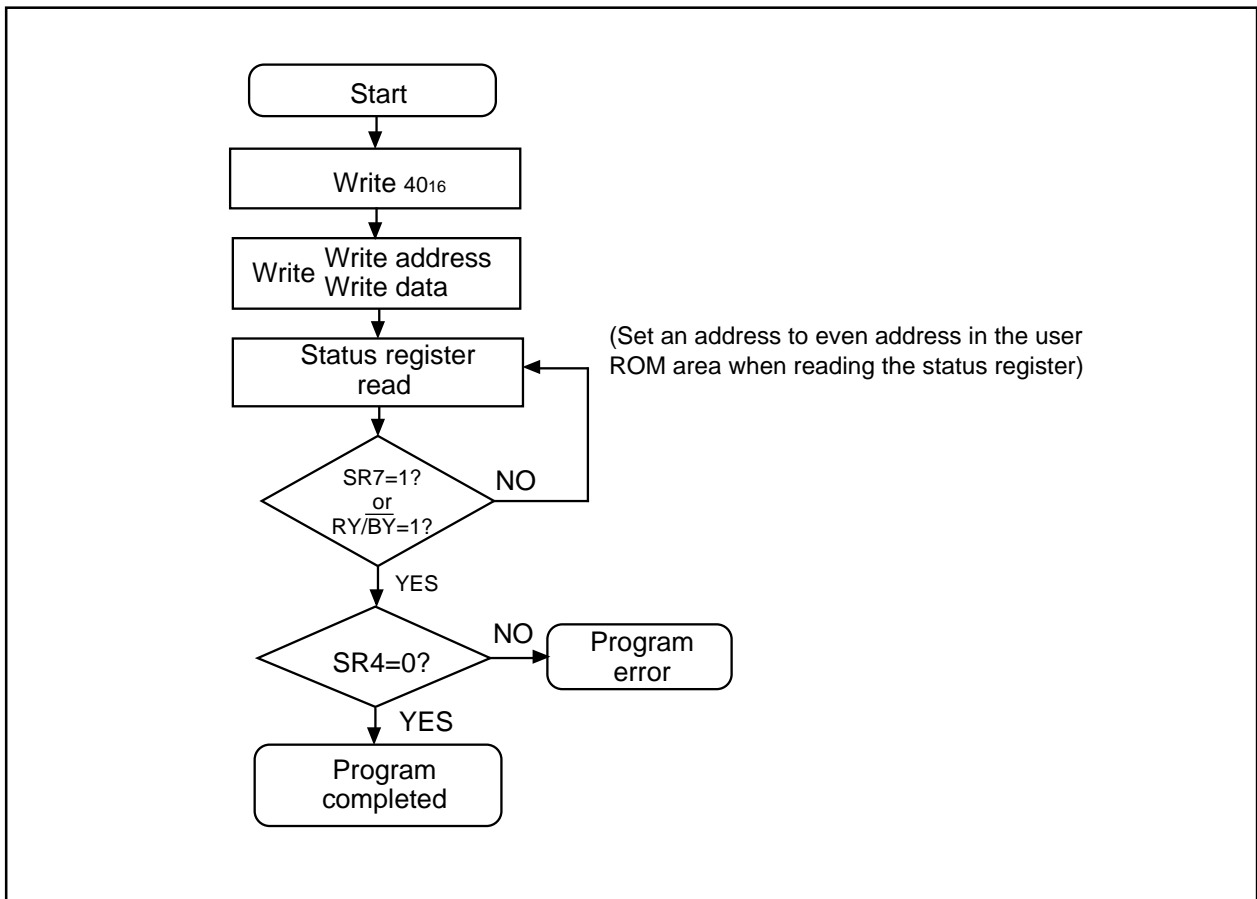 Start
Write 40₁₆
Write Write address
Write data
Status register
read
(Set an address to even address in the user
ROM area when reading the status register)
SR7=1?
or
RY/B̅Y̅=1?
NO
YES
SR4=0?
NO
Program
error
YES
Program
completed